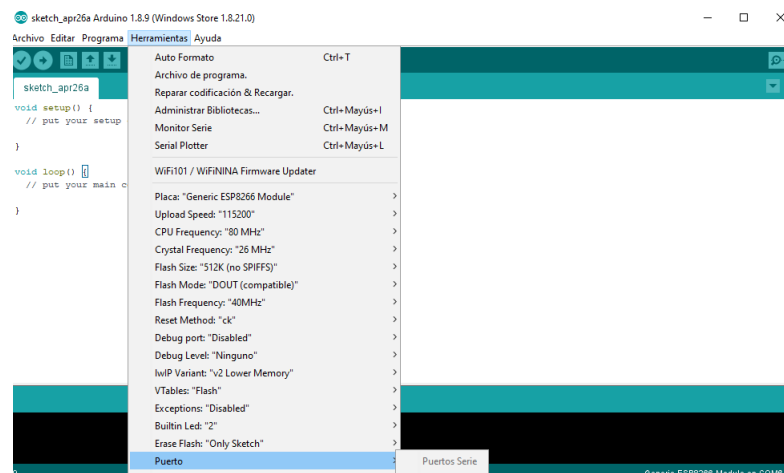 sketch_apr26a Arduino 1.8.9 (Windows Store 1.8.21.0)
Archivo Editar Programa Herramientas Ayuda
sketch_apr26a
void setup() {
// put your setup
}
void loop() {
// put your main c
}
Auto Formato Ctrl+T
Archivo de programa.
Reparar codificación & Recargar.
Administrar Bibliotecas... Ctrl+Mayús+I
Monitor Serie Ctrl+Mayús+M
Serial Plotter Ctrl+Mayús+L
WiFi101 / WiFiNINA Firmware Updater
Placa: "Generic ESP8266 Module"
Upload Speed: "115200"
CPU Frequency: "80 MHz"
Crystal Frequency: "26 MHz"
Flash Size: "512K (no SPIFFS)"
Flash Mode: "DOUT (compatible)"
Flash Frequency: "40MHz"
Reset Method: "ck"
Debug port: "Disabled"
Debug Level: "Ninguno"
lwIP Variant: "v2 Lower Memory"
VTables: "Flash"
Exceptions: "Disabled"
Builtin Led: "2"
Erase Flash: "Only Sketch"
Puerto
Puertos Serie
Generic ESP8266 Module en